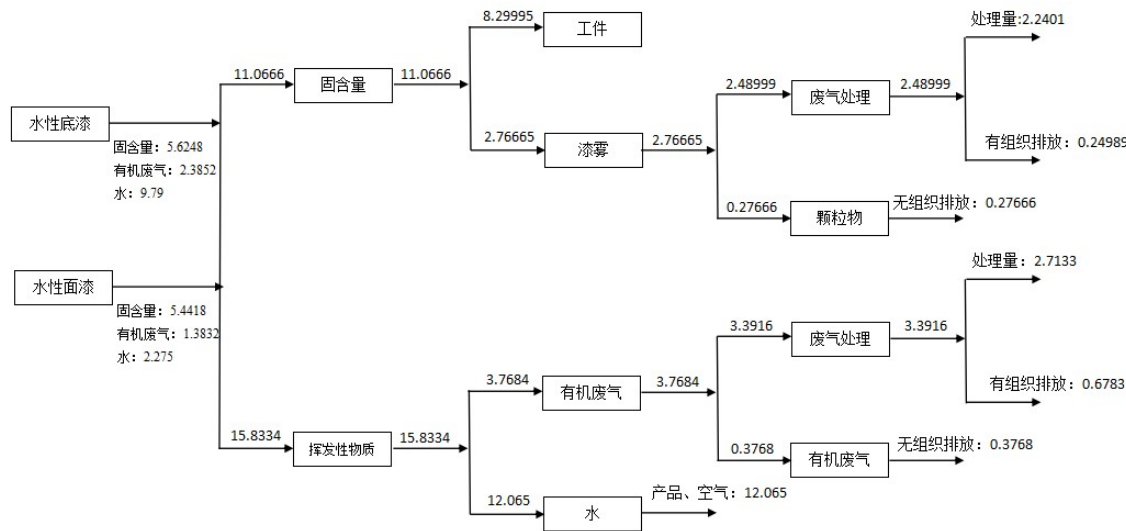 8.29995
工件
处理量:2.2401
11.0666
固含量
11.0666
2.48999
废气处理
2.48999
水性底漆
固含量：5.6248
有机废气：2.3852
水：9.79
2.76665
漆雾
2.76665
有组织排放：0.24989
0.27666
颗粒物
无组织排放：0.27666
水性面漆
固含量：5.4418
有机废气：1.3832
水：2.275
处理量：2.7133
3.3916
废气处理
3.3916
3.7684
有机废气
3.7684
有组织排放：0.6783
15.8334
挥发性物质
15.8334
0.3768
有机废气
无组织排放：0.3768
12.065
水
产品、空气：12.065